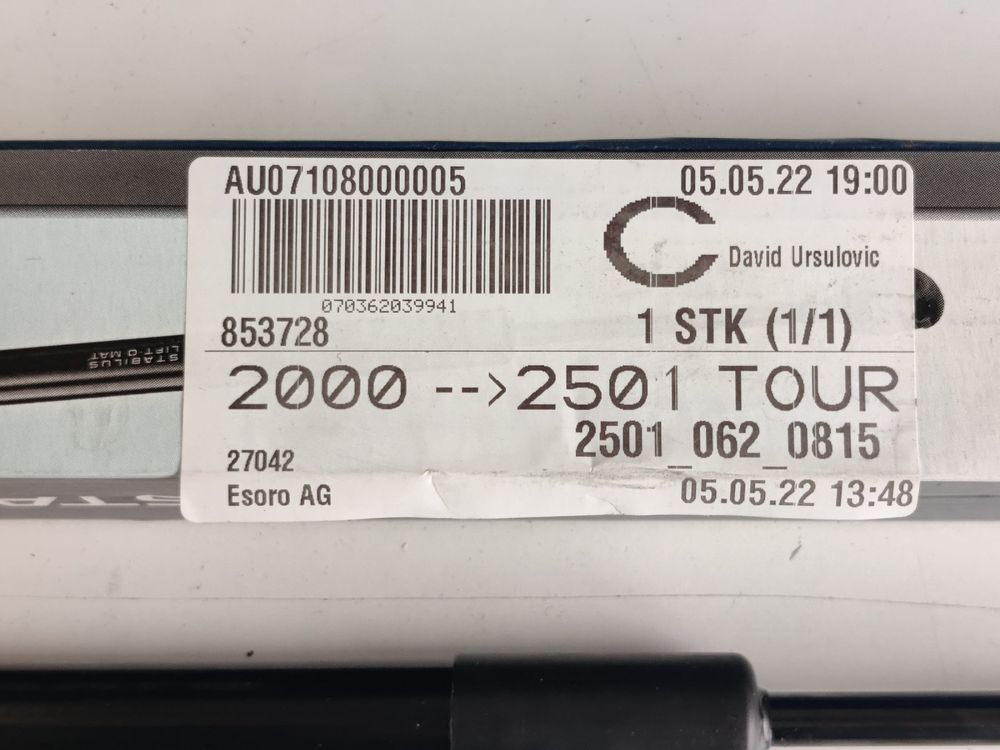 AU07108000005
05.05.22 19:00
C
David Ursulovic
070362039941
853728
1 STK (1/1)
2000 -->2501 TOUR
2501_062_0815
27042
Esoro AG
05.05.22 13:48
STABILUS
LIFT-O-MAT
STA